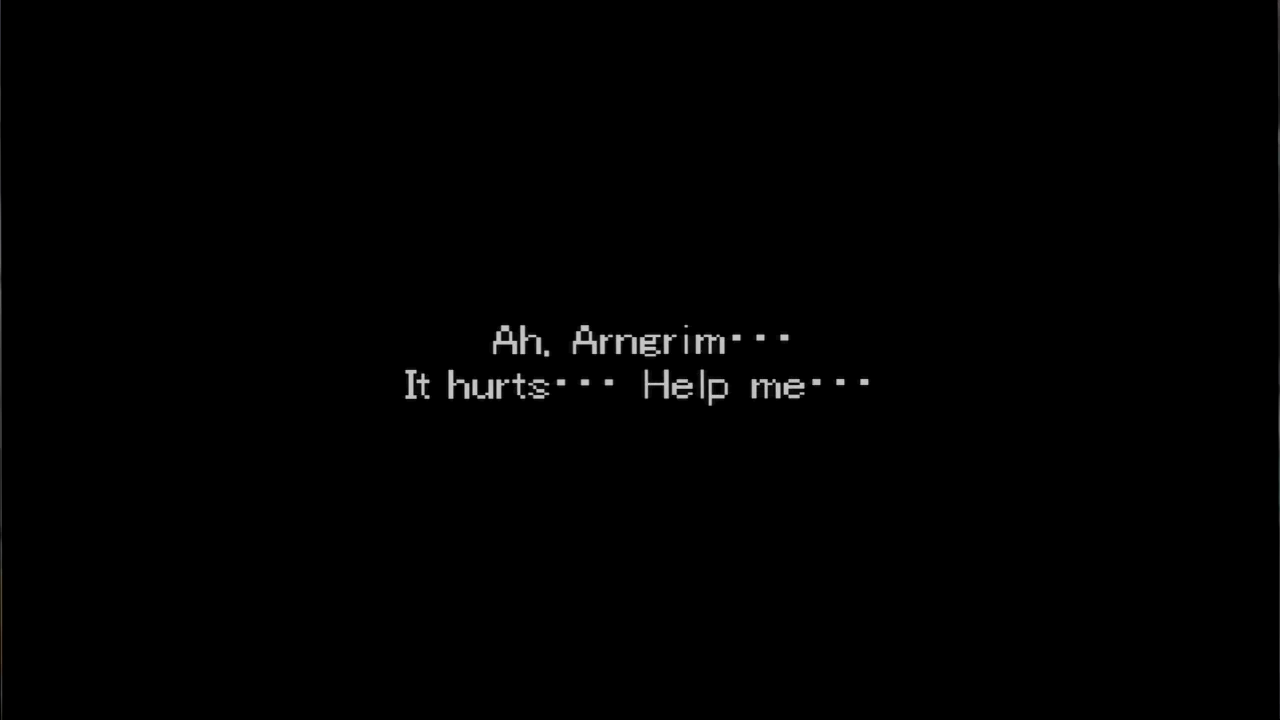 Ah, Arngrim･･･
It hurts･･･ Help me･･･